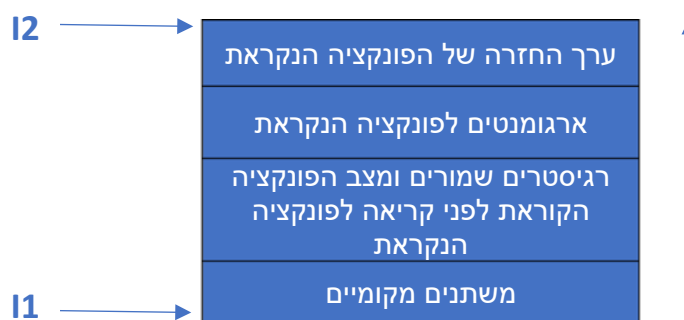 I2
ערך החזרה של הפונקציה הנקראת
ארגומנטים לפונקציה הנקראת
רגיסטרים שמורים ומצב הפונקציה
הקוראת לפני קריאה לפונקציה
הנקראת
משתנים מקומיים
I1